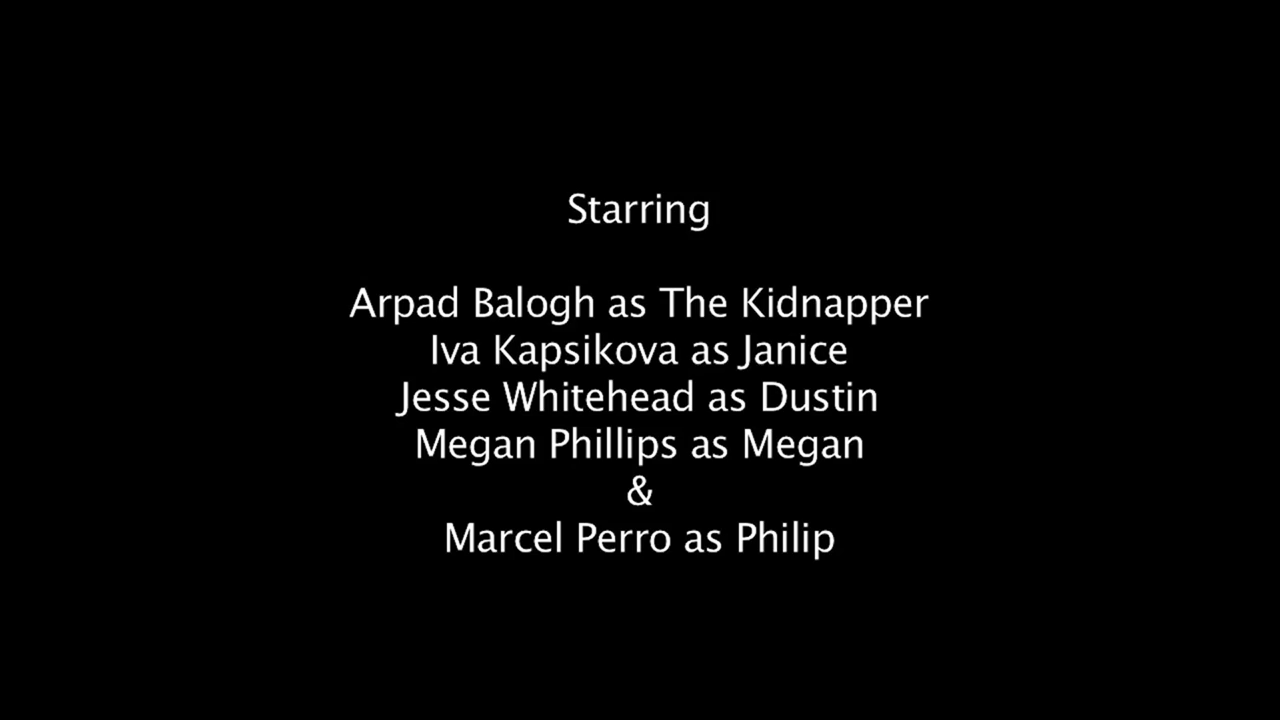 Starring
Arpad Balogh as The Kidnapper
Iva Kapsikova as Janice
Jesse Whitehead as Dustin
Megan Phillips as Megan
&
Marcel Perro as Philip